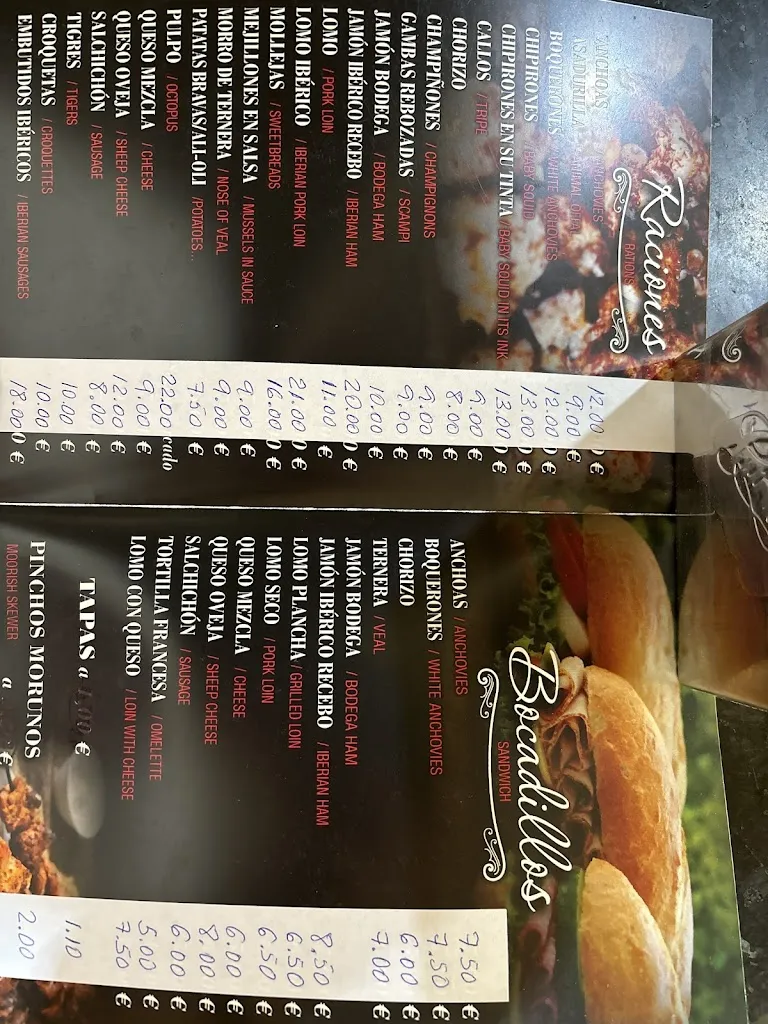 Raciones
RATIONS
ANCHOAS / ANCHOVIES 12.00 €
ASADURILLA / ANIMAL OFFAL 9.00 €
BOQUERONES / WHITE ANCHOVIES 12.00 €
CHIPIRONES / BABY SQUID 13.00 €
CHIPIRONES EN SU TINTA / BABY SQUID IN ITS INK 13.00 €
CALLOS / TRIPE 9.00 €
CHORIZO 8.00 €
CHAMPIÑONES / CHAMPIGNONS 9.00 €
GAMBAS REBOZADAS / SCAMPI 9.00 €
JAMÓN BODEGA / BODEGA HAM 10.00 €
JAMÓN IBÉRICO RECEBO / IBERIAN HAM 20.00 €
LOMO / PORK LOIN 11.00 €
LOMO IBÉRICO / IBERIAN PORK LOIN 21.00 €
MOLLEJAS / SWEETBREADS 16.00 €
MEJILLONES EN SALSA / MUSSELS IN SAUCE 9.00 €
MORRO DE TERNERA / NOSE OF VEAL 9.00 €
PATATAS BRAVAS/ALI-OLI /POTATOES... 7.50 €
PULPO / OCTOPUS 22.00
QUESO MEZCLA / CHEESE 9.00 €
QUESO OVEJA / SHEEP CHEESE 12.00 €
SALCHICHÓN / SAUSAGE 8.00 €
TIGRES / TIGERS 10.00 €
CROQUETAS / CROQUETTES 10.00 €
EMBUTIDOS IBÉRICOS / IBERIAN SAUSAGES 18.00 €
Bocadillos
SANDWICH
ANCHOAS / ANCHOVIES 7.50 €
BOQUERONES / WHITE ANCHOVIES 7.50 €
CHORIZO 6.00 €
TERNERA / VEAL 7.00 €
JAMÓN BODEGA / BODEGA HAM
JAMÓN IBÉRICO RECEBO / IBERIAN HAM 8.50 €
LOMO PLANCHA / GRILLED LOIN 6.50 €
LOMO SECO / PORK LOIN 6.50 €
QUESO MEZCLA / CHEESE 6.00 €
QUESO OVEJA / SHEEP CHEESE 8.00 €
SALCHICHÓN / SAUSAGE 6.00 €
TORTILLA FRANCESA / OMELETTE 5.00 €
LOMO CON QUESO / LOIN WITH CHEESE 7.50 €
TAPAS a € 1.10
PINCHOS MORUNOS a € 2.00
MOORISH SKEWER